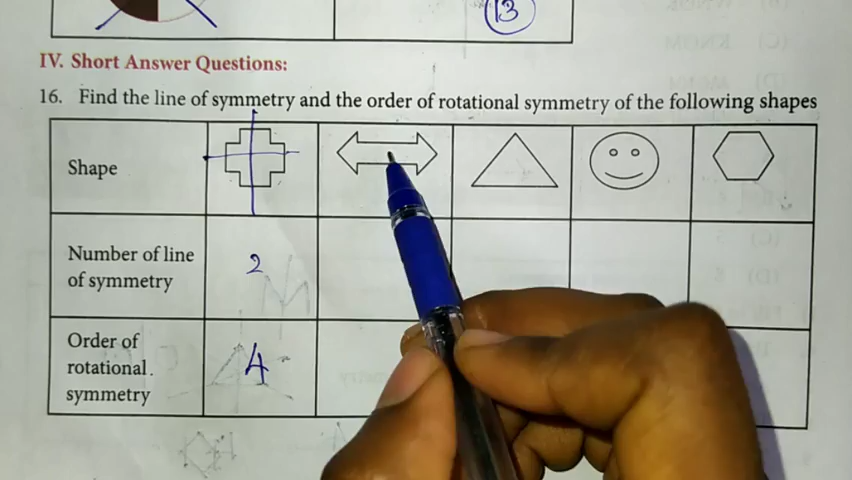 13
IV. Short Answer Questions:
16. Find the line of symmetry and the order of rotational symmetry of the following shapes
Shape
Number of line
of symmetry
2
Order of
rotational
symmetry
4